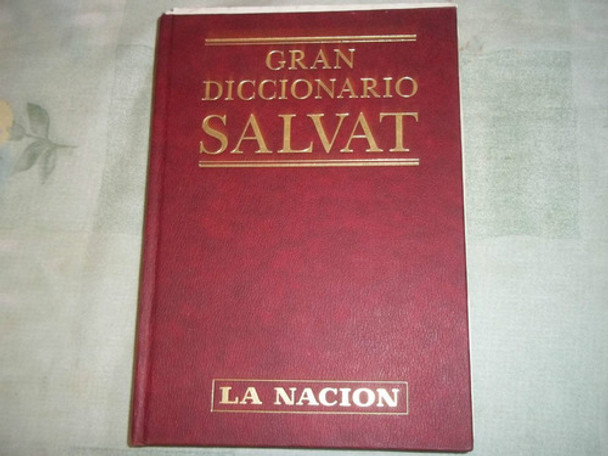 GRAN
DICCIONARIO
SALVAT
LA NACION